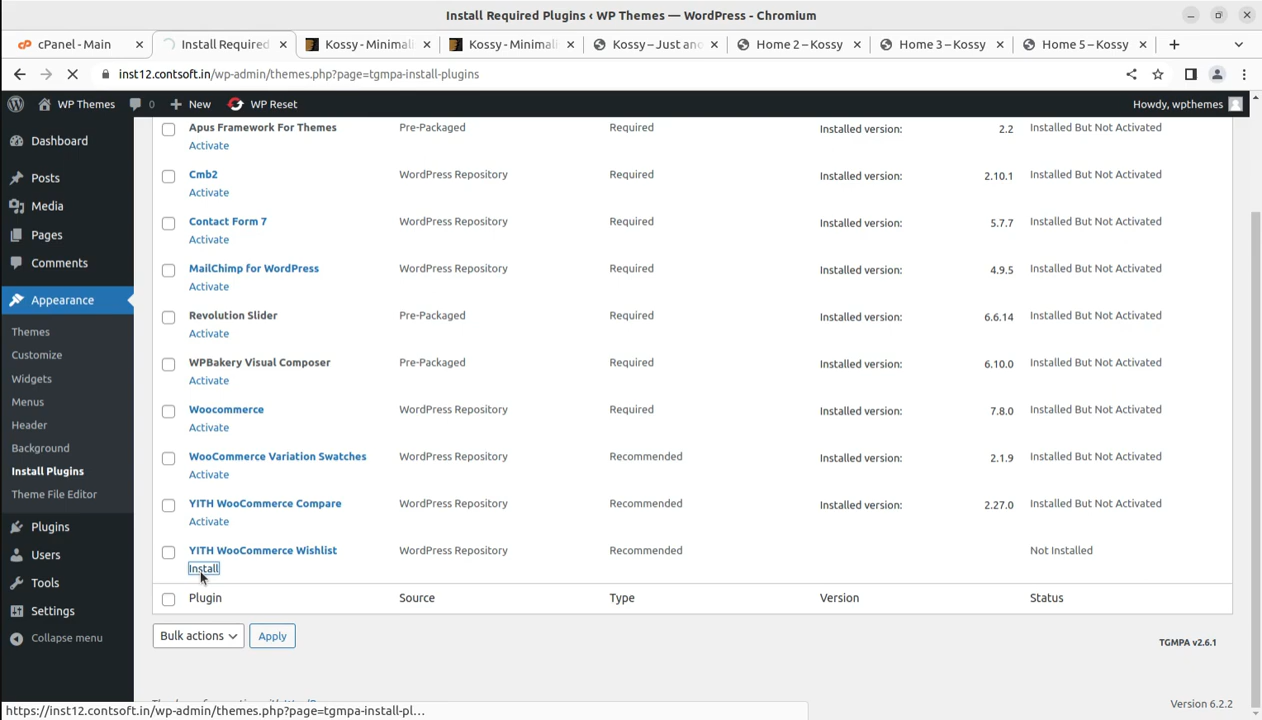 Install Required Plugins ‹ WP Themes — WordPress - Chromium
cPanel - Main
Install Required
Kossy - Minimali
Kossy - Minimali
Kossy – Just ano
Home 2 – Kossy
Home 3 – Kossy
Home 5 – Kossy
inst12.contsoft.in/wp-admin/themes.php?page=tgmpa-install-plugins
WP Themes 0 New WP Reset Howdy, wpthemes
Dashboard
Posts
Media
Pages
Comments
Appearance
Themes
Customize
Widgets
Menus
Header
Background
Install Plugins
Theme File Editor
Plugins
Users
Tools
Settings
Collapse menu
Apus Framework For Themes Pre-Packaged Required Installed version: 2.2 Installed But Not Activated
Activate
Cmb2 WordPress Repository Required Installed version: 2.10.1 Installed But Not Activated
Activate
Contact Form 7 WordPress Repository Required Installed version: 5.7.7 Installed But Not Activated
Activate
MailChimp for WordPress WordPress Repository Required Installed version: 4.9.5 Installed But Not Activated
Activate
Revolution Slider Pre-Packaged Required Installed version: 6.6.14 Installed But Not Activated
Activate
WPBakery Visual Composer Pre-Packaged Required Installed version: 6.10.0 Installed But Not Activated
Activate
Woocommerce WordPress Repository Required Installed version: 7.8.0 Installed But Not Activated
Activate
WooCommerce Variation Swatches WordPress Repository Recommended Installed version: 2.1.9 Installed But Not Activated
Activate
YITH WooCommerce Compare WordPress Repository Recommended Installed version: 2.27.0 Installed But Not Activated
Activate
YITH WooCommerce Wishlist WordPress Repository Recommended Not Installed
Install
Plugin Source Type Version Status
Bulk actions Apply
TGMPA v2.6.1
Version 6.2.2
https://inst12.contsoft.in/wp-admin/themes.php?page=tgmpa-install-pl...